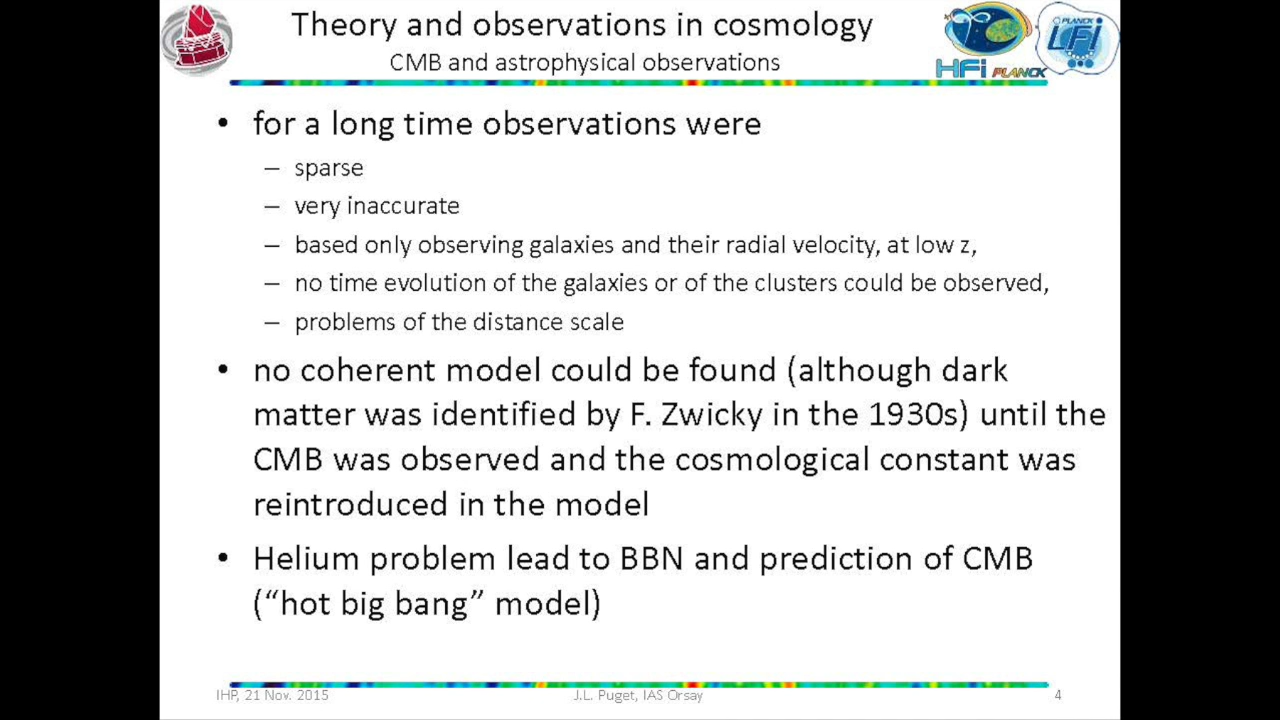 Theory and observations in cosmology
CMB and astrophysical observations
HFi PLANCK
PLANCK
LFi
• for a long time observations were
– sparse
– very inaccurate
– based only observing galaxies and their radial velocity, at low z,
– no time evolution of the galaxies or of the clusters could be observed,
– problems of the distance scale
• no coherent model could be found (although dark
matter was identified by F. Zwicky in the 1930s) until the
CMB was observed and the cosmological constant was
reintroduced in the model
• Helium problem lead to BBN and prediction of CMB
(“hot big bang” model)
IHP, 21 Nov. 2015
J.L. Puget, IAS Orsay
4